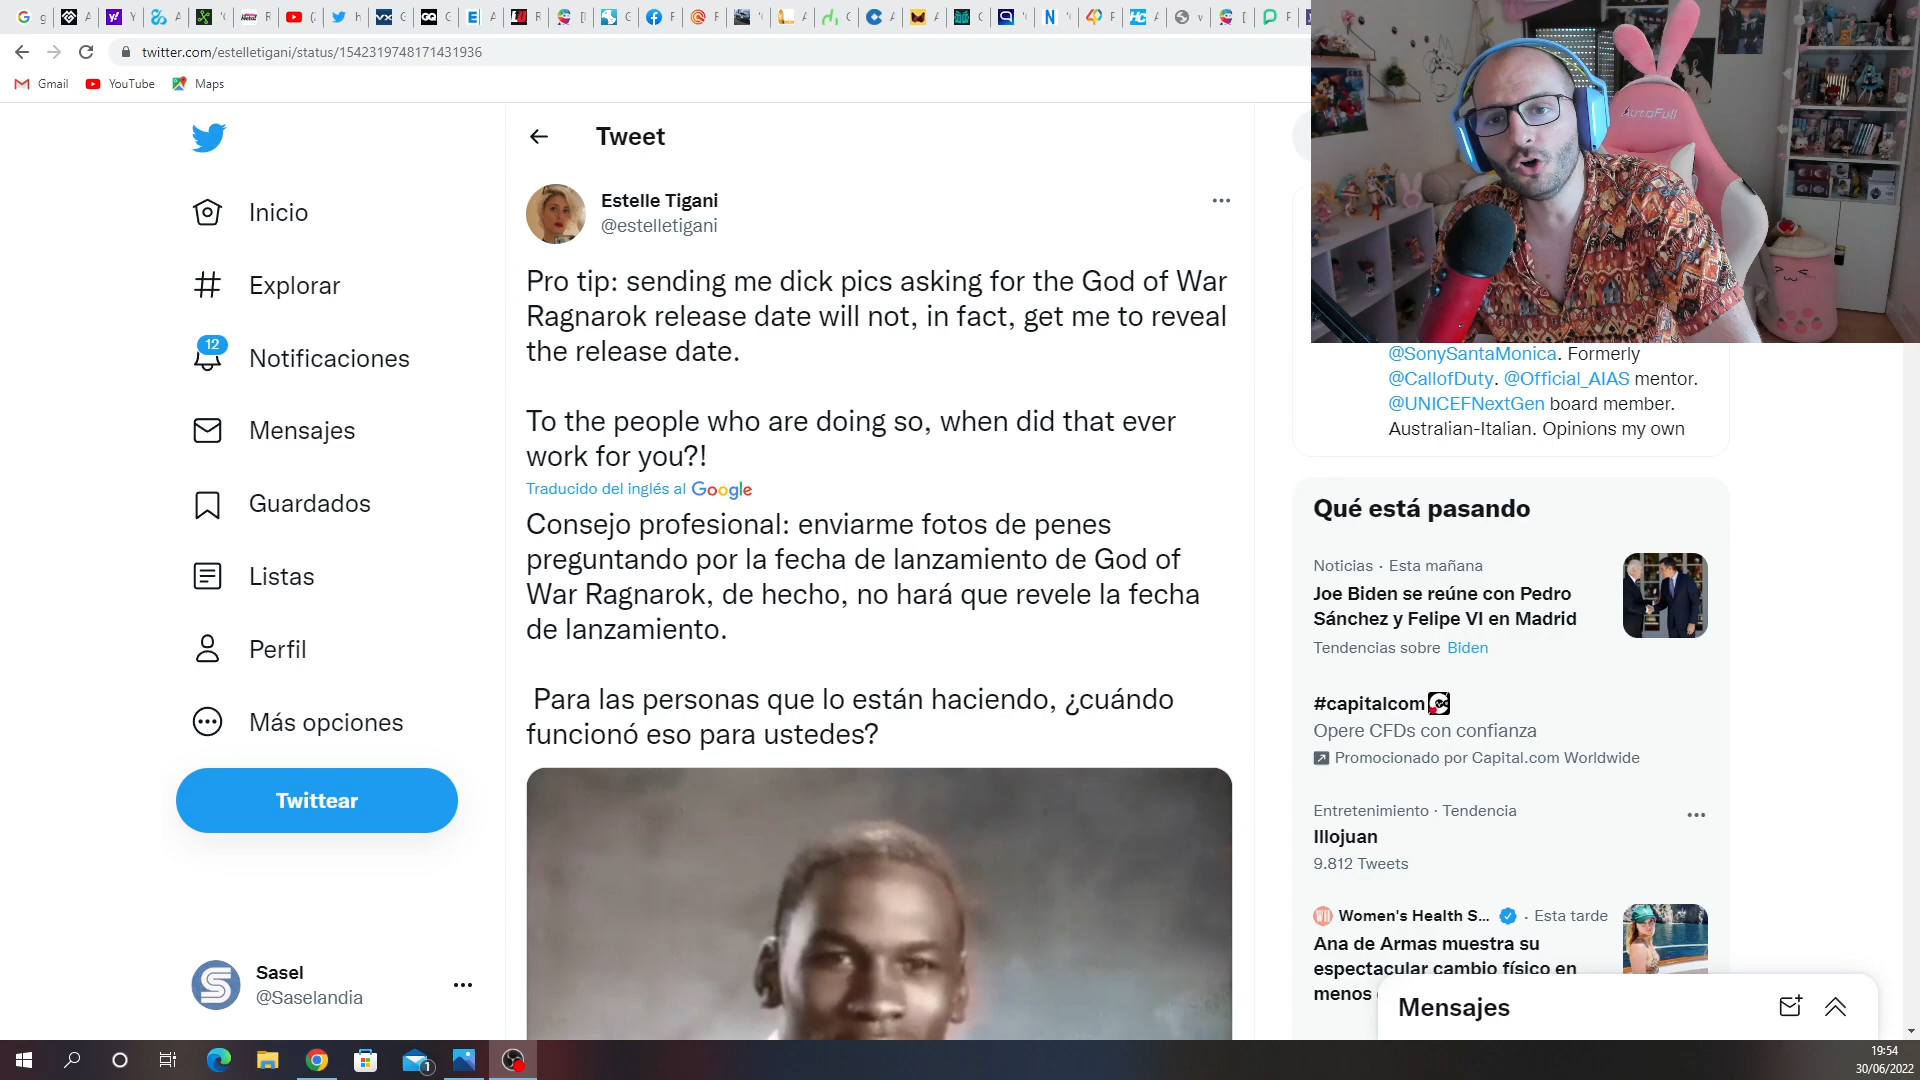 twitter.com/estelletigani/status/1542319748171431936
Gmail
YouTube
Maps
AutoFull
Tweet
Estelle Tigani
@estelletigani
Inicio
Explorar
12
Notificaciones
Mensajes
Guardados
Listas
Perfil
Más opciones
Twittear
Sasel
@Saselandia
Pro tip: sending me dick pics asking for the God of War
Ragnarok release date will not, in fact, get me to reveal
the release date.
To the people who are doing so, when did that ever
work for you?!
Traducido del inglés al Google
Consejo profesional: enviarme fotos de penes
preguntando por la fecha de lanzamiento de God of
War Ragnarok, de hecho, no hará que revele la fecha
de lanzamiento.
Para las personas que lo están haciendo, ¿cuándo
funcionó eso para ustedes?
@SonySantaMonica. Formerly
@CallofDuty. @Official_AIAS mentor.
@UNICEFNextGen board member.
Australian-Italian. Opinions my own
Qué está pasando
Noticias · Esta mañana
Joe Biden se reúne con Pedro
Sánchez y Felipe VI en Madrid
Tendencias sobre Biden
#capitalcom
Opere CFDs con confianza
Promocionado por Capital.com Worldwide
Entretenimiento · Tendencia
Illojuan
9.812 Tweets
Women's Health S... · Esta tarde
Ana de Armas muestra su
espectacular cambio físico en
menos
Mensajes
1
19:54
30/06/2022